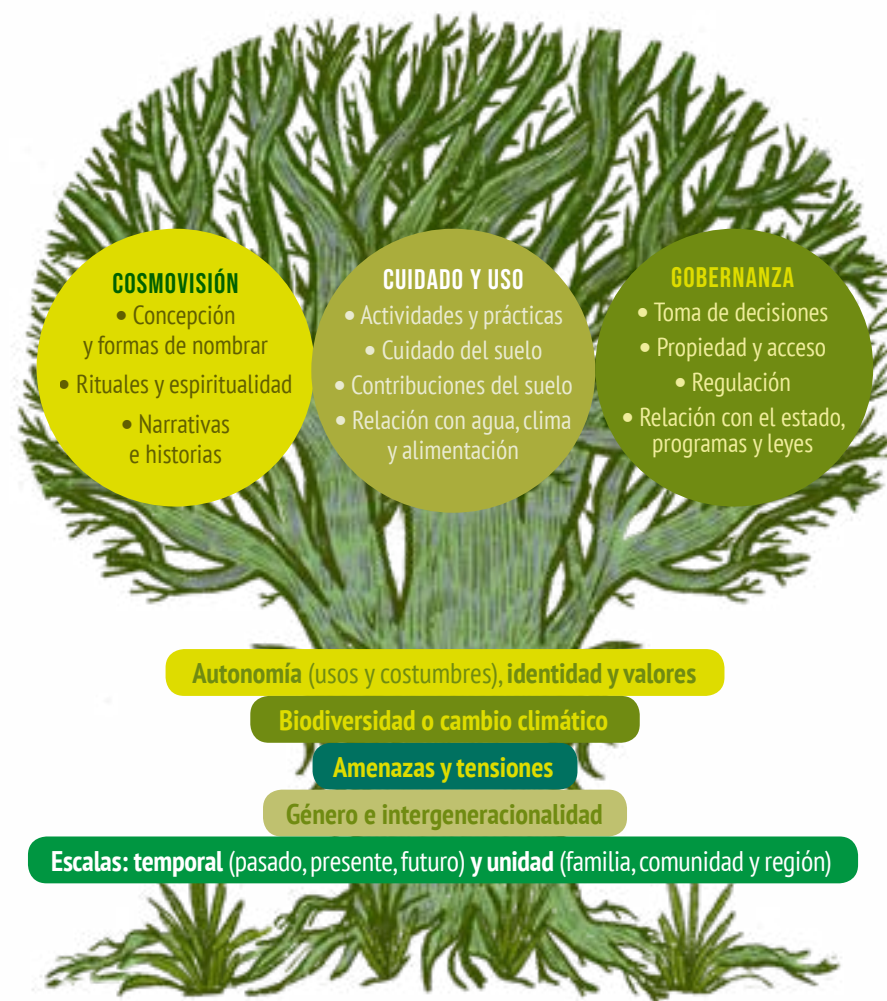 COSMOVISIÓN
• Concepción
y formas de nombrar
• Rituales y espiritualidad
• Narrativas
e historias
CUIDADO Y USO
• Actividades y prácticas
• Cuidado del suelo
• Contribuciones del suelo
• Relación con agua, clima
y alimentación
GOBERNANZA
• Toma de decisiones
• Propiedad y acceso
• Regulación
• Relación con el estado,
programas y leyes
Autonomía (usos y costumbres), identidad y valores
Biodiversidad o cambio climático
Amenazas y tensiones
Género e intergeneracionalidad
Escalas: temporal (pasado, presente, futuro) y unidad (familia, comunidad y región)